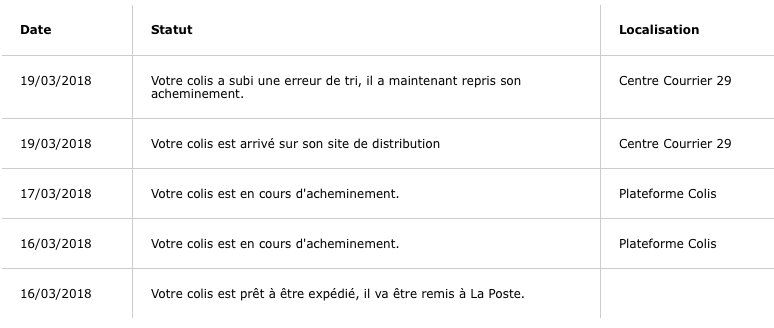 Date Statut Localisation
19/03/2018 Votre colis a subi une erreur de tri, il a maintenant repris son Centre Courrier 29
acheminement.
19/03/2018 Votre colis est arrivé sur son site de distribution Centre Courrier 29
17/03/2018 Votre colis est en cours d'acheminement. Plateforme Colis
16/03/2018 Votre colis est en cours d'acheminement. Plateforme Colis
16/03/2018 Votre colis est prêt à être expédié, il va être remis à La Poste.